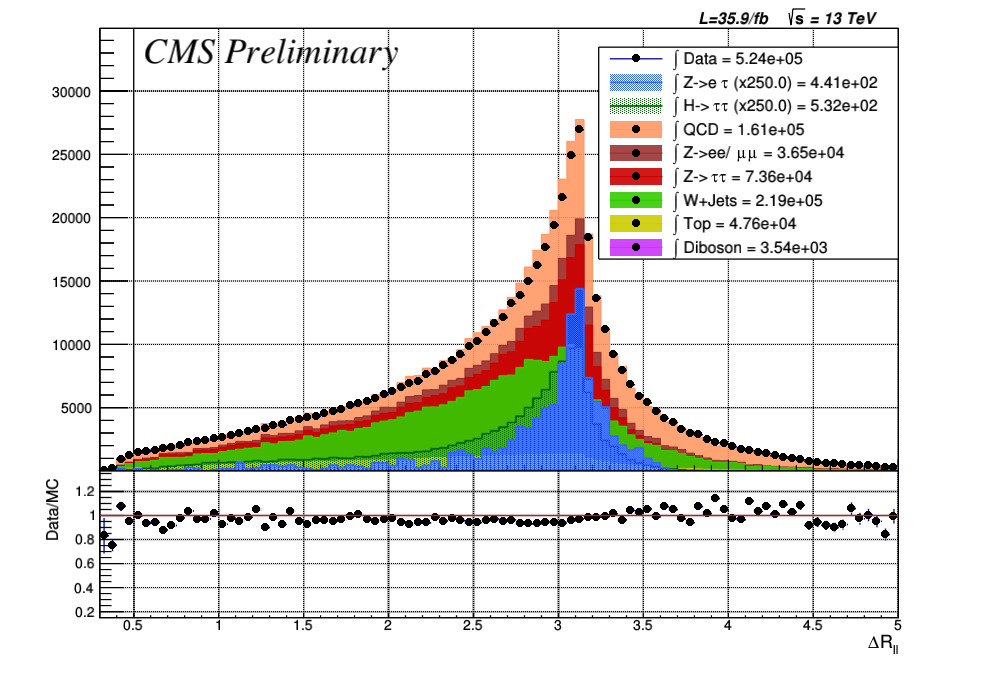 L=35.9/fb √s = 13 TeV
CMS Preliminary
∫ Data = 5.24e+05
∫ Z->e τ (x250.0) = 4.41e+02
∫ H-> ττ (x250.0) = 5.32e+02
∫ QCD = 1.61e+05
∫ Z->ee/ μμ = 3.65e+04
∫ Z-> ττ = 7.36e+04
∫ W+Jets = 2.19e+05
∫ Top = 4.76e+04
∫ Diboson = 3.54e+03
30000
25000
20000
15000
10000
5000
Data/MC
1.2
1
0.8
0.6
0.4
0.2
0.5 1 1.5 2 2.5 3 3.5 4 4.5 5
ΔR_ll